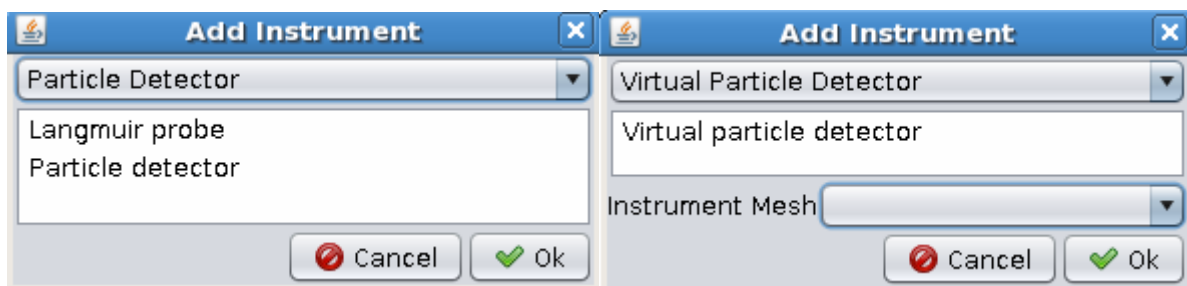 Add Instrument
Particle Detector
Langmuir probe
Particle detector
Cancel Ok
Add Instrument
Virtual Particle Detector
Virtual particle detector
Instrument Mesh
Cancel Ok